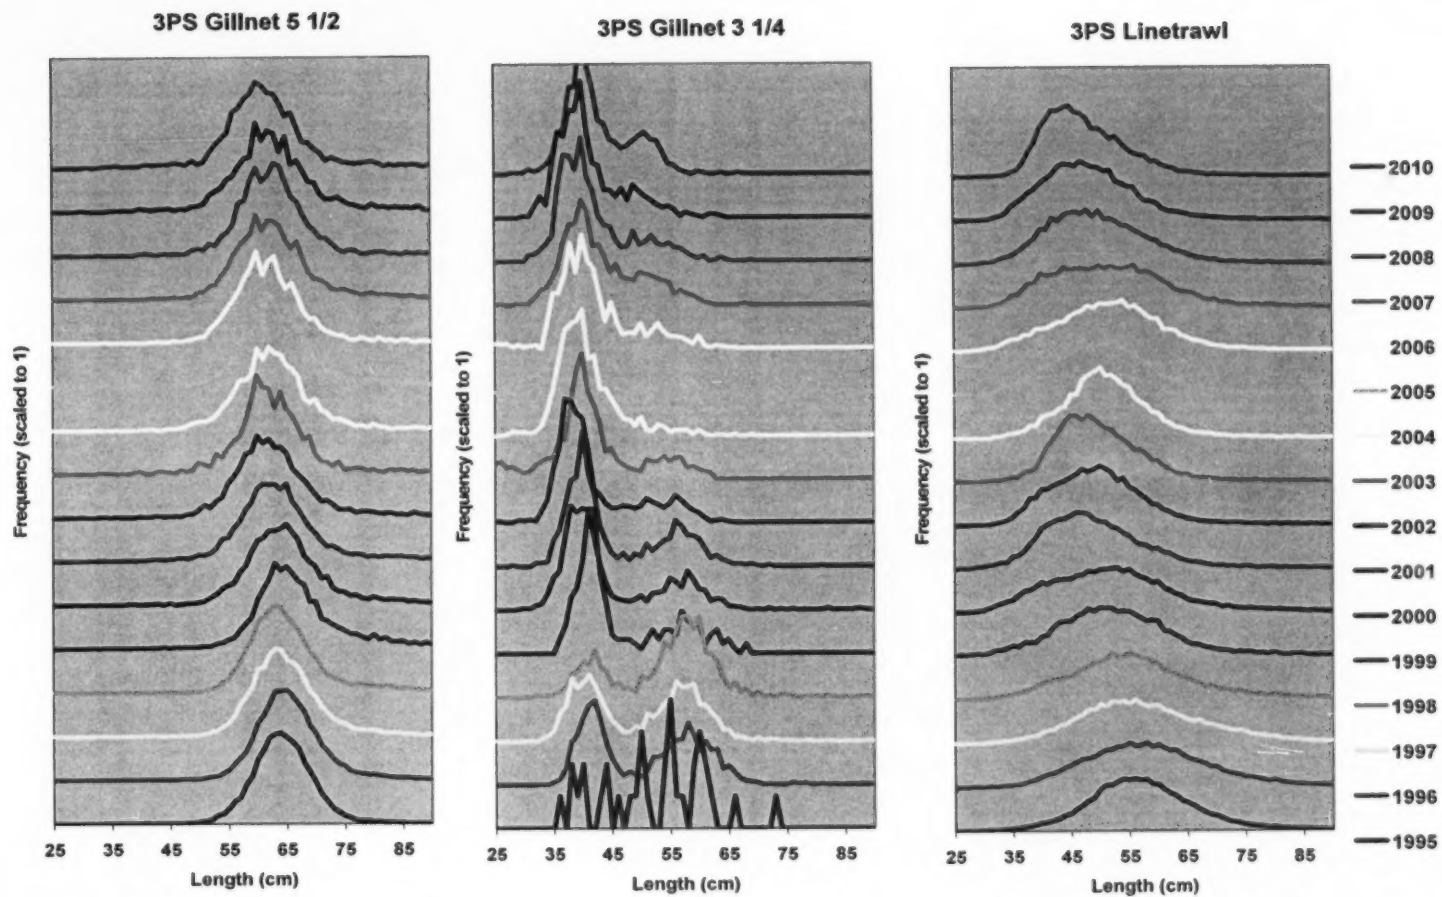 3PS Gillnet 5 1/2
3PS Gillnet 3 1/4
3PS Linetrawl
Frequency (scaled to 1)
Frequency (scaled to 1)
Frequency (scaled to 1)
2010
2009
2008
2007
2006
2005
2004
2003
2002
2001
2000
1999
1998
1997
1996
1995
25 35 45 55 65 75 85
25 35 45 55 65 75 85
25 35 45 55 65 75 85
Length (cm)
Length (cm)
Length (cm)